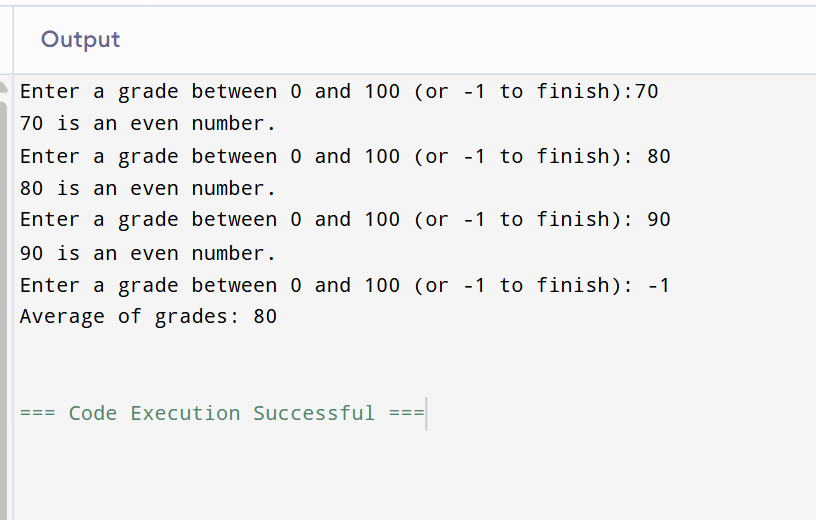 Output
Enter a grade between 0 and 100 (or -1 to finish):70
70 is an even number.
Enter a grade between 0 and 100 (or -1 to finish): 80
80 is an even number.
Enter a grade between 0 and 100 (or -1 to finish): 90
90 is an even number.
Enter a grade between 0 and 100 (or -1 to finish): -1
Average of grades: 80
=== Code Execution Successful ===